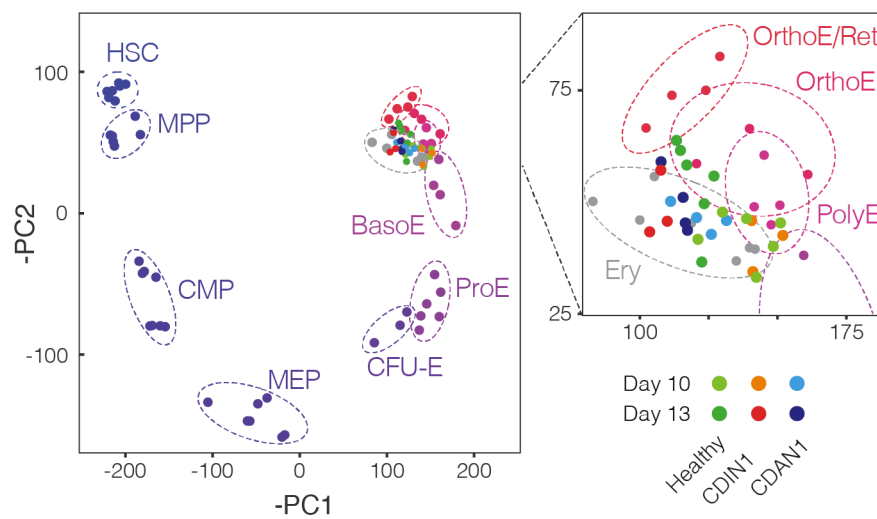 HSC
MPP
CMP
MEP
CFU-E
ProE
BasoE
100
0
-100
-PC2
-200
-100
0
100
200
-PC1
OrthoE/Ret
OrthoE
PolyE
Ery
75
25
100
175
Day 10
Day 13
Healthy
CDIN1
CDAN1